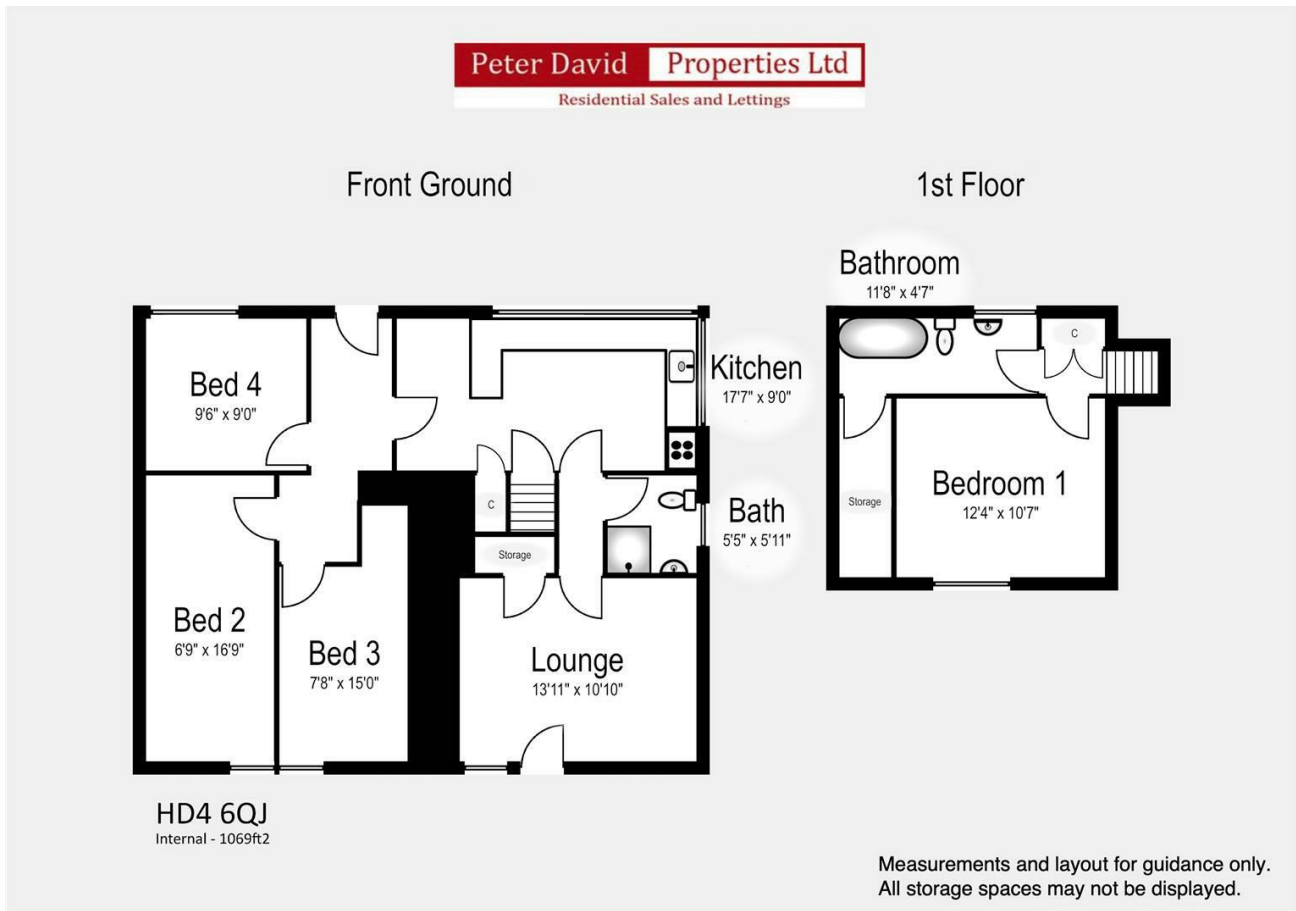 Peter David Properties Ltd
Residential Sales and Lettings
Front Ground
1st Floor
Bathroom
11'8" x 4'7"
C
Bed 4
9'6" x 9'0"
Kitchen
17'7" x 9'0"
Storage
Bedroom 1
12'4" x 10'7"
C
Bath
5'5" x 5'11"
Storage
Bed 2
6'9" x 16'9"
Bed 3
7'8" x 15'0"
Lounge
13'11" x 10'10"
HD4 6QJ
Internal - 1069ft2
Measurements and layout for guidance only.
All storage spaces may not be displayed.